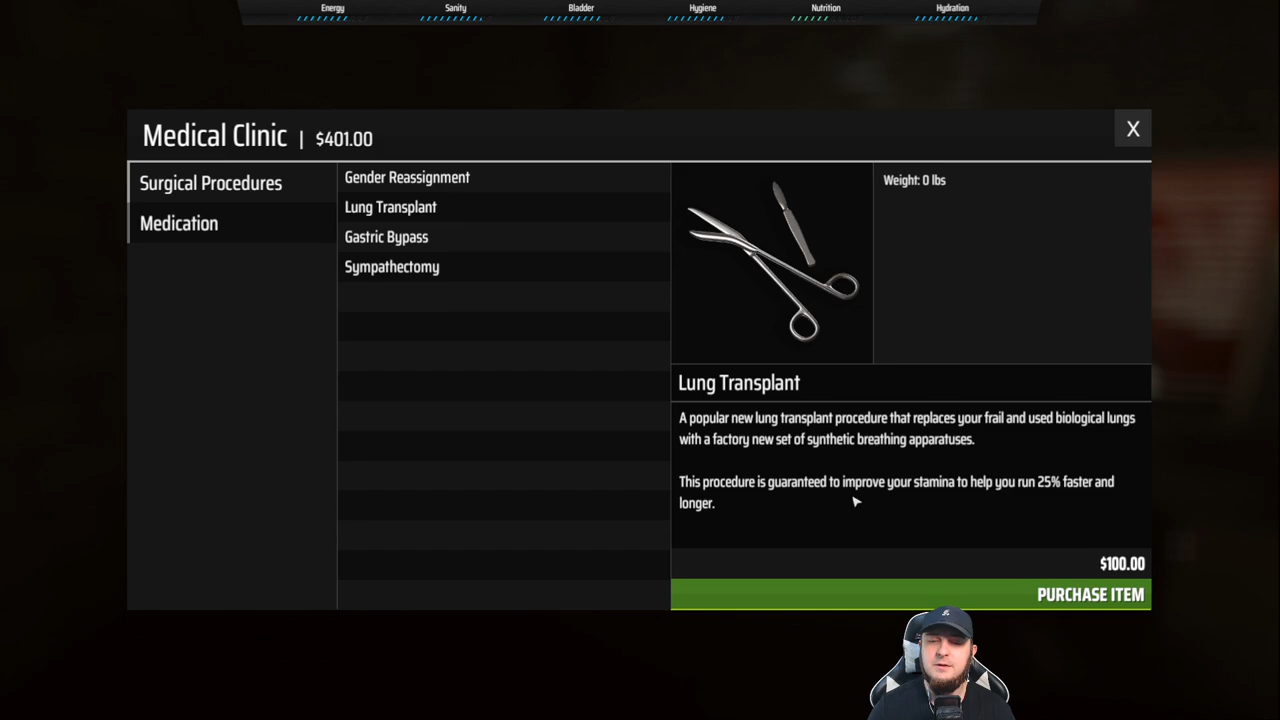 Energy
Sanity
Bladder
Hygiene
Nutrition
Hydration
Medical Clinic | $401.00
X
Surgical Procedures
Medication
Gender Reassignment
Lung Transplant
Gastric Bypass
Sympathectomy
Weight: 0 lbs
Lung Transplant
A popular new lung transplant procedure that replaces your frail and used biological lungs
with a factory new set of synthetic breathing apparatuses.
This procedure is guaranteed to improve your stamina to help you run 25% faster and
longer.
$100.00
PURCHASE ITEM